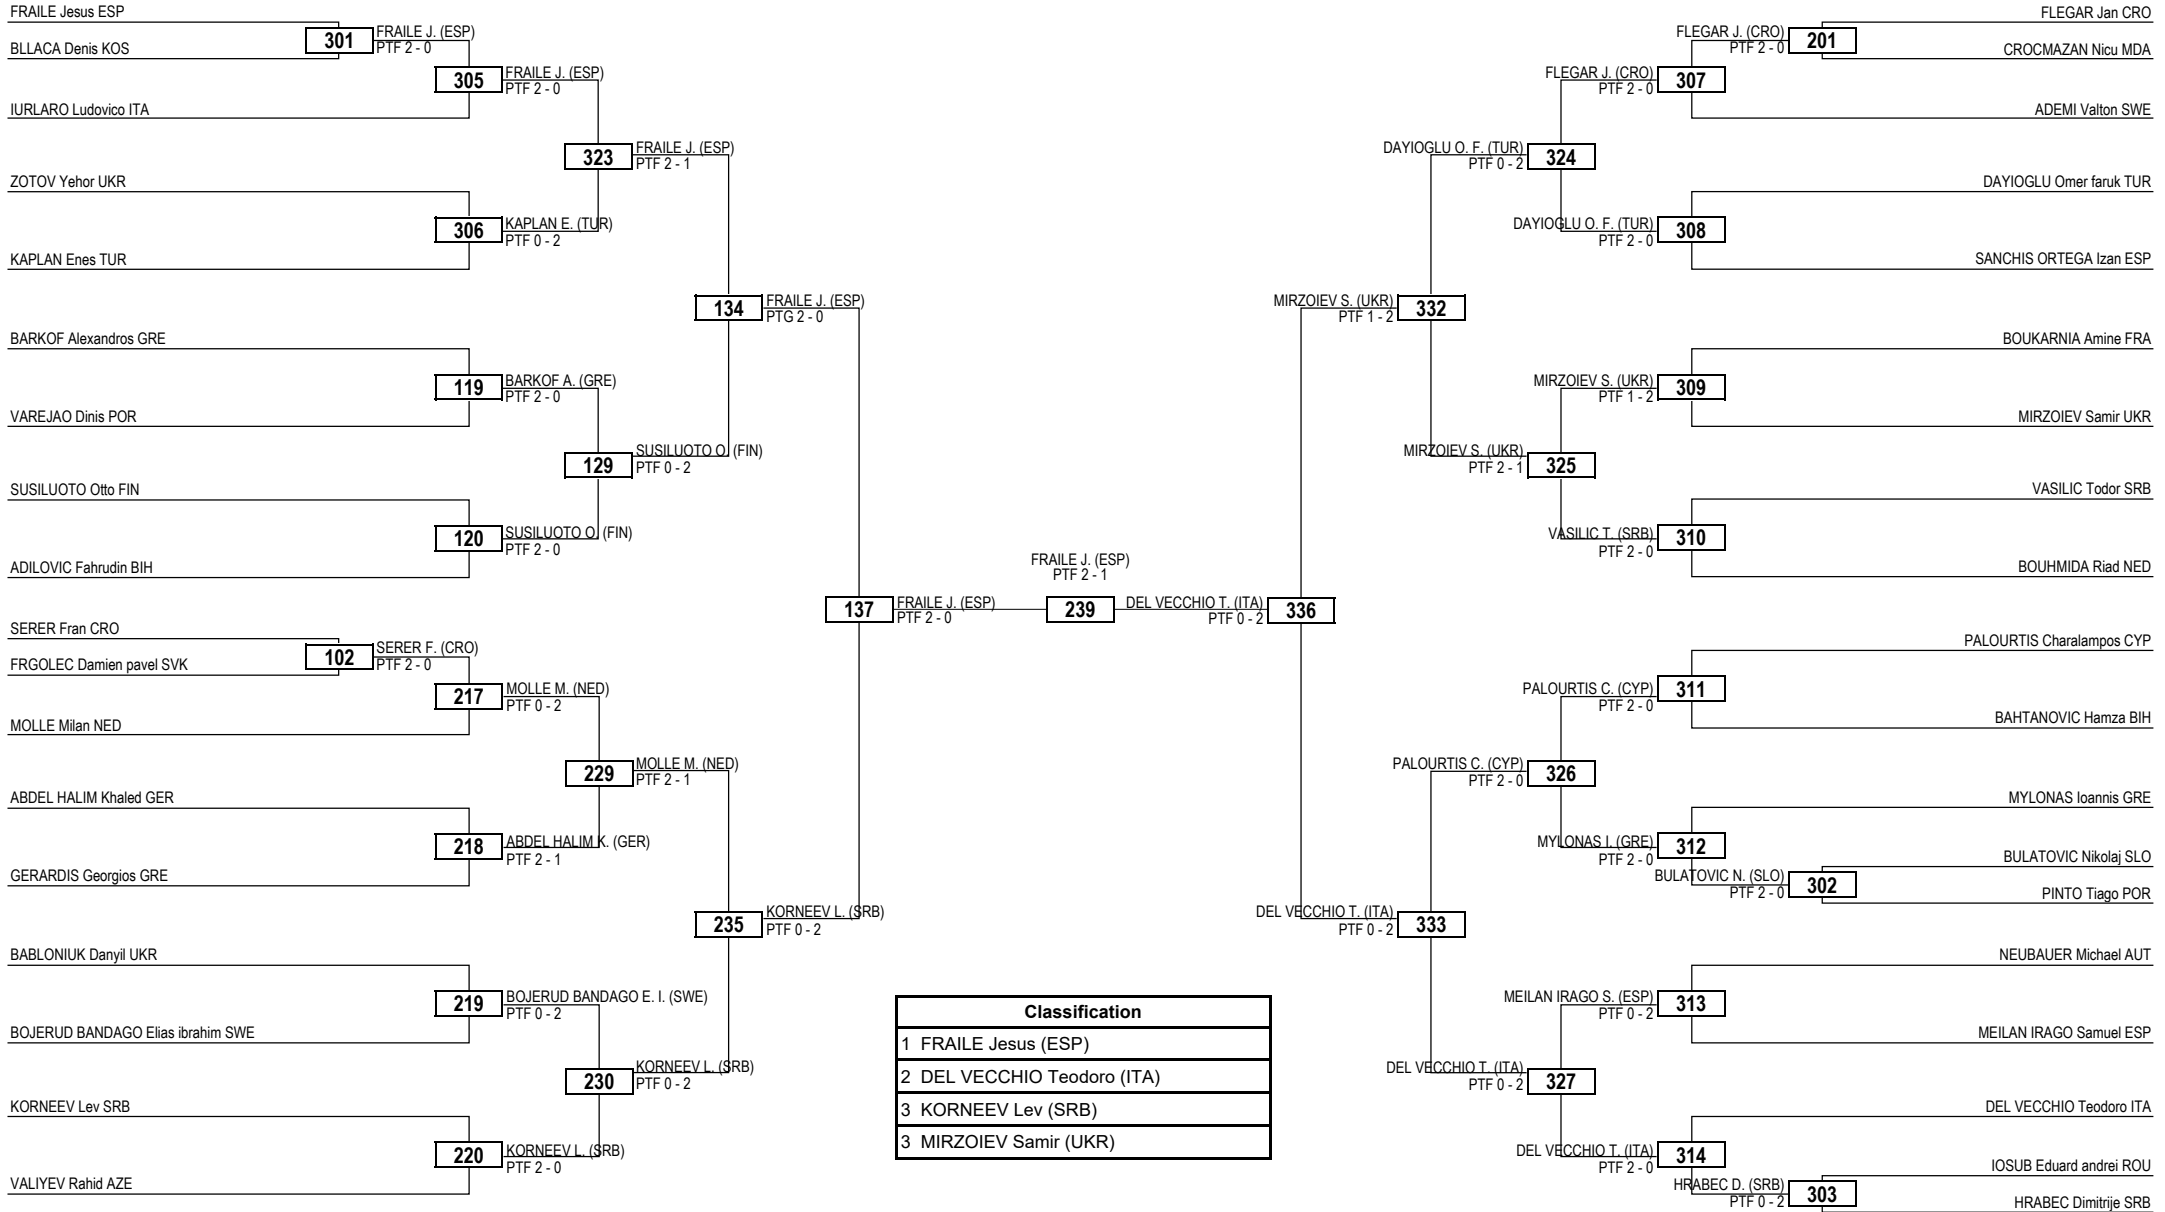 FRAILE Jesus ESP
301
FRAILE J. (ESP)
PTF 2 - 0
BLLACA Denis KOS
305
FRAILE J. (ESP)
PTF 2 - 0
IURLARO Ludovico ITA
323
FRAILE J. (ESP)
PTF 2 - 1
ZOTOV Yehor UKR
306
KAPLAN E. (TUR)
PTF 0 - 2
KAPLAN Enes TUR
134
FRAILE J. (ESP)
PTG 2 - 0
BARKOF Alexandros GRE
119
BARKOF A. (GRE)
PTF 2 - 0
VAREJAO Dinis POR
129
SUSILUOTO O. (FIN)
PTF 0 - 2
SUSILUOTO Otto FIN
120
SUSILUOTO O. (FIN)
PTF 2 - 0
ADILOVIC Fahrudin BIH
137
FRAILE J. (ESP)
PTF 2 - 0
SERER Fran CRO
102
SERER F. (CRO)
PTF 2 - 0
FRGOLEC Damien pavel SVK
217
MOLLE M. (NED)
PTF 0 - 2
MOLLE Milan NED
229
MOLLE M. (NED)
PTF 2 - 1
ABDEL HALIM Khaled GER
218
ABDEL HALIM K. (GER)
PTF 2 - 1
GERARDIS Georgios GRE
235
KORNEEV L. (SRB)
PTF 0 - 2
BABLONIUK Danyil UKR
219
BOJERUD BANDAGO E. I. (SWE)
PTF 0 - 2
BOJERUD BANDAGO Elias ibrahim SWE
230
KORNEEV L. (SRB)
PTF 0 - 2
KORNEEV Lev SRB
220
KORNEEV L. (SRB)
PTF 2 - 0
VALIYEV Rahid AZE
FRAILE J. (ESP)
PTF 2 - 1
239
FLEGAR Jan CRO
FLEGAR J. (CRO)
PTF 2 - 0
201
CROCMAZAN Nicu MDA
FLEGAR J. (CRO)
PTF 2 - 0
307
ADEMI Valton SWE
DAYIOGLU O. F. (TUR)
PTF 0 - 2
324
DAYIOGLU Omer faruk TUR
DAYIOGLU O. F. (TUR)
PTF 2 - 0
308
SANCHIS ORTEGA Izan ESP
MIRZOIEV S. (UKR)
PTF 1 - 2
332
BOUKARNIA Amine FRA
MIRZOIEV S. (UKR)
PTF 1 - 2
309
MIRZOIEV Samir UKR
MIRZOIEV S. (UKR)
PTF 2 - 1
325
VASILIC Todor SRB
VASILIC T. (SRB)
PTF 2 - 0
310
BOUHMIDA Riad NED
DEL VECCHIO T. (ITA)
PTF 0 - 2
336
PALOURTIS Charalampos CYP
PALOURTIS C. (CYP)
PTF 2 - 0
311
BAHTANOVIC Hamza BIH
PALOURTIS C. (CYP)
PTF 2 - 0
326
MYLONAS Ioannis GRE
MYLONAS I. (GRE)
PTF 2 - 0
312
BULATOVIC Nikolaj SLO
BULATOVIC N. (SLO)
PTF 2 - 0
302
PINTO Tiago POR
DEL VECCHIO T. (ITA)
PTF 0 - 2
333
NEUBAUER Michael AUT
MEILAN IRAGO S. (ESP)
PTF 0 - 2
313
MEILAN IRAGO Samuel ESP
DEL VECCHIO T. (ITA)
PTF 0 - 2
327
DEL VECCHIO Teodoro ITA
DEL VECCHIO T. (ITA)
PTF 2 - 0
314
IOSUB Eduard andrei ROU
HRABEC D. (SRB)
PTF 0 - 2
303
HRABEC Dimitrije SRB
Classification
1 FRAILE Jesus (ESP)
2 DEL VECCHIO Teodoro (ITA)
3 KORNEEV Lev (SRB)
3 MIRZOIEV Samir (UKR)